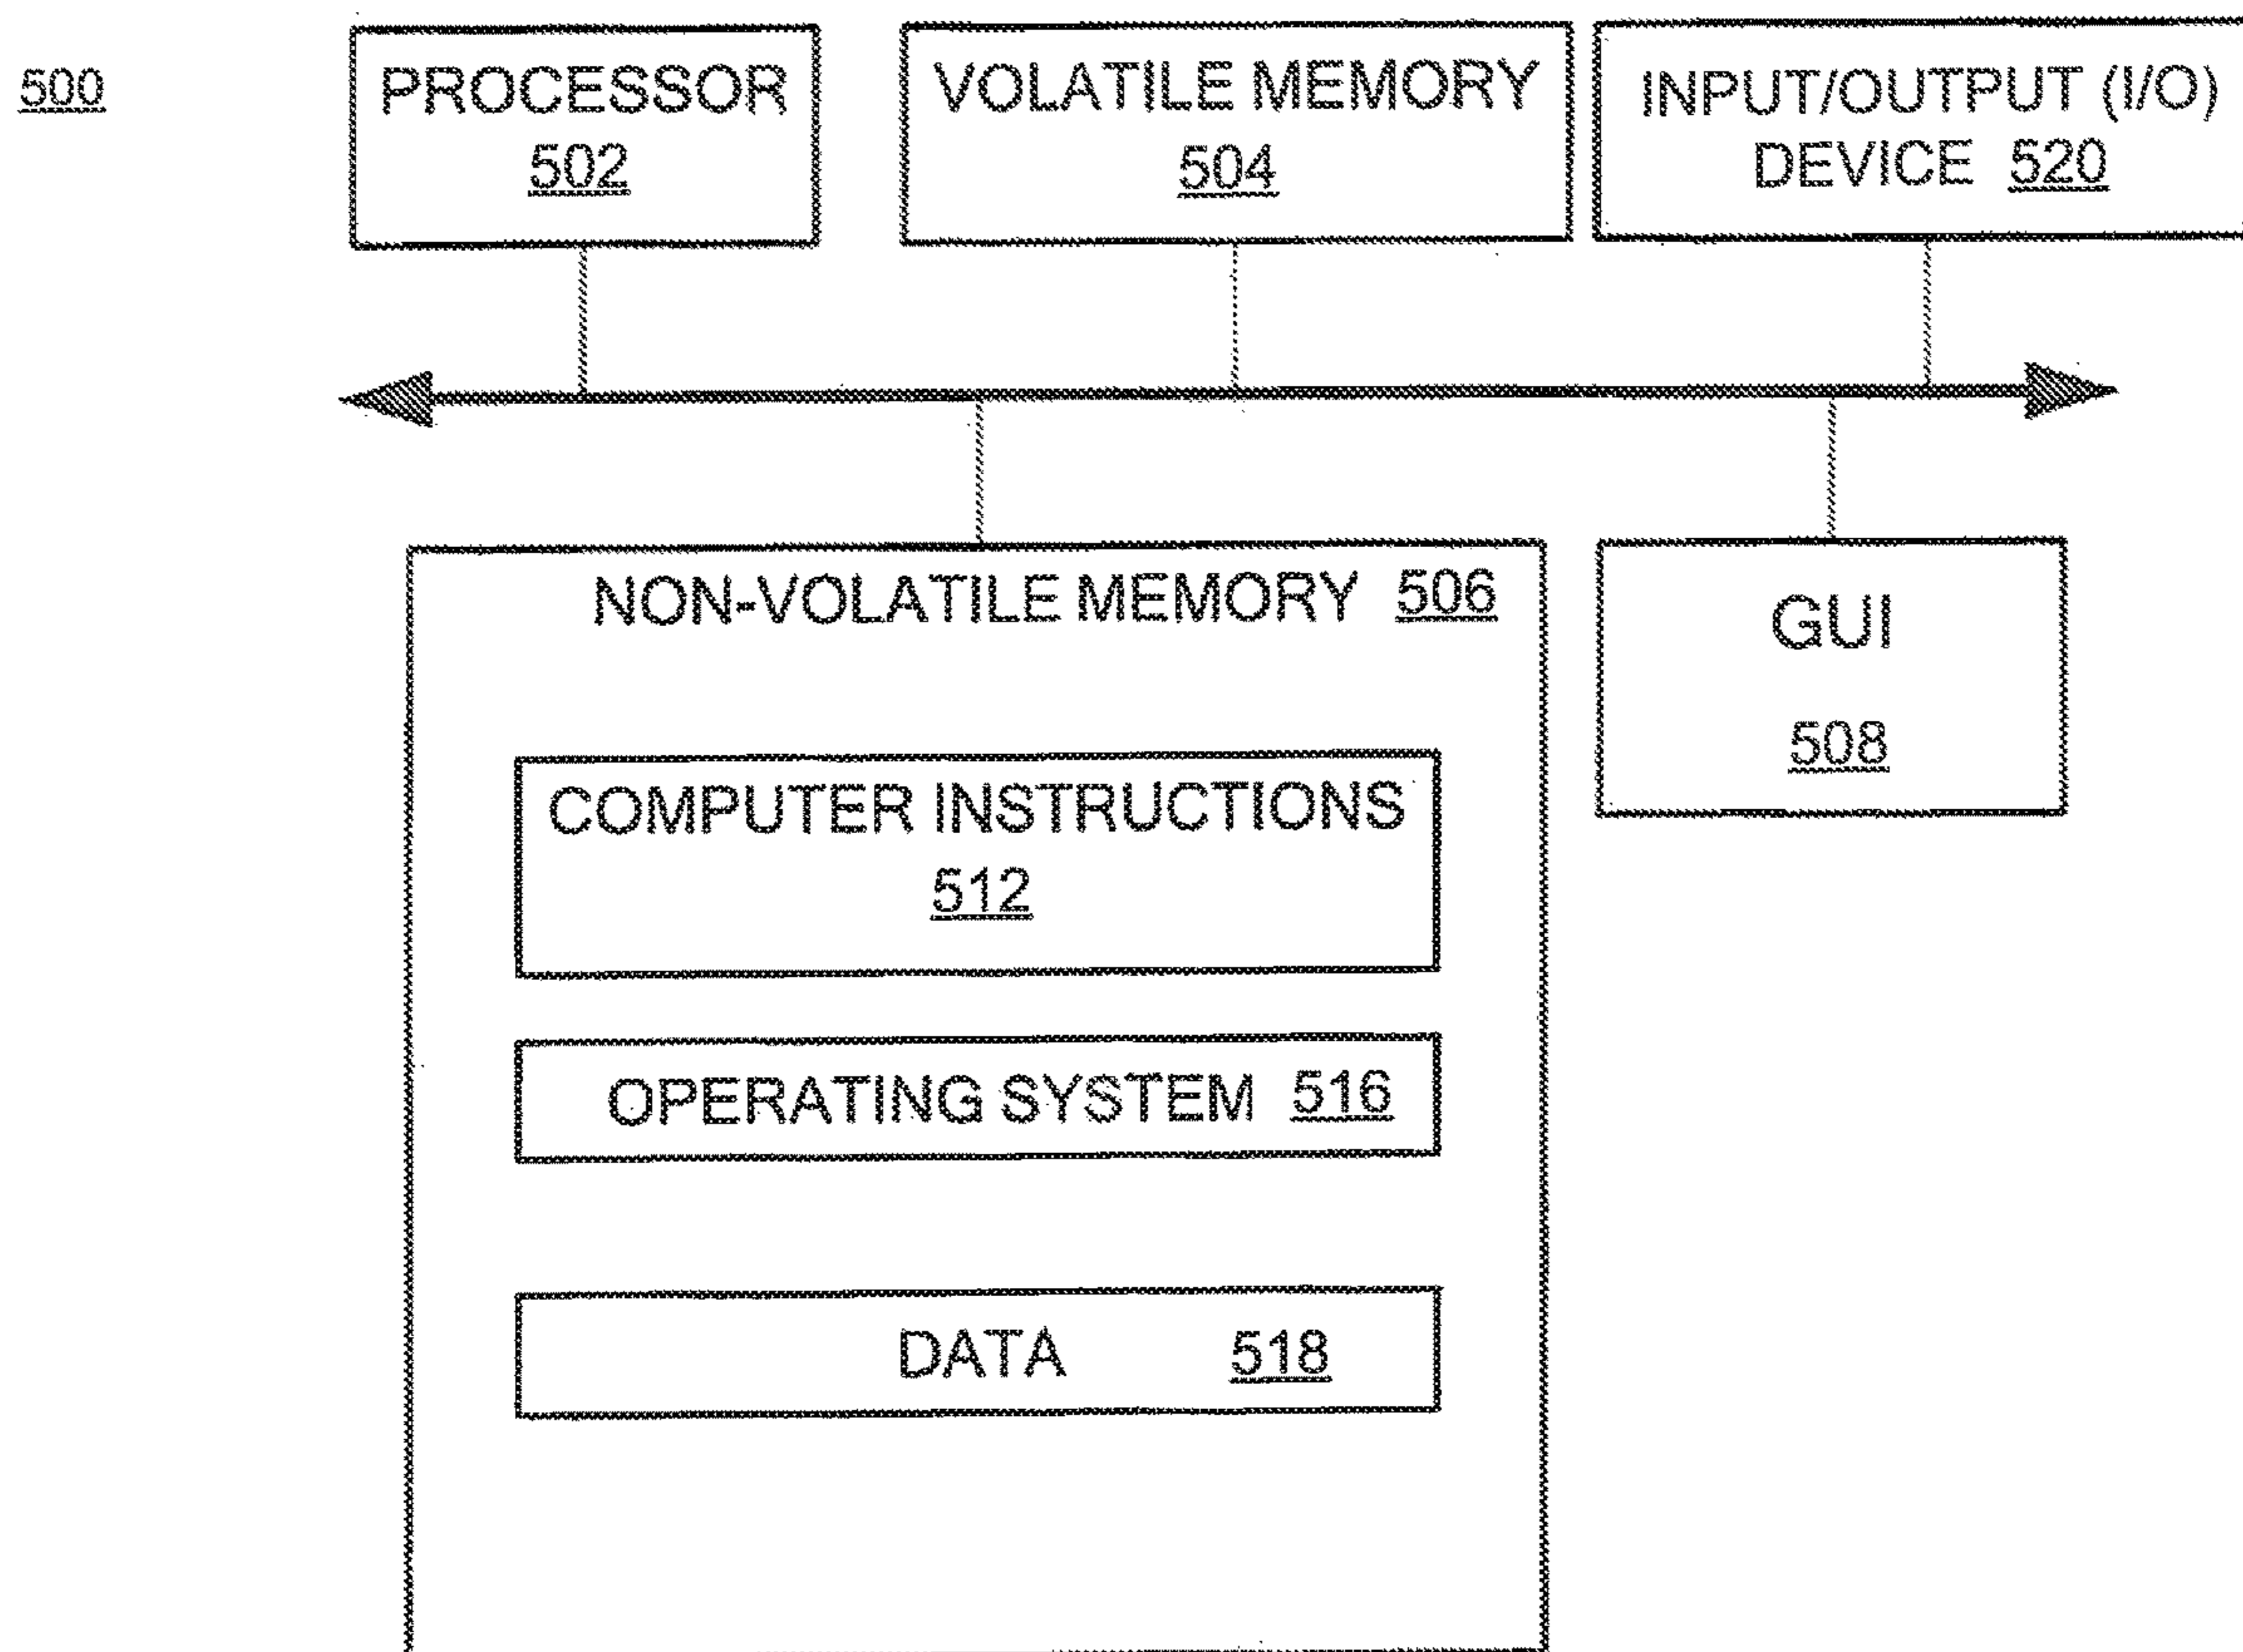 500
PROCESSOR
502
VOLATILE MEMORY
504
INPUT/OUTPUT (I/O)
DEVICE 520
NON-VOLATILE MEMORY 506
GUI
508
COMPUTER INSTRUCTIONS
512
OPERATING SYSTEM 516
DATA 518